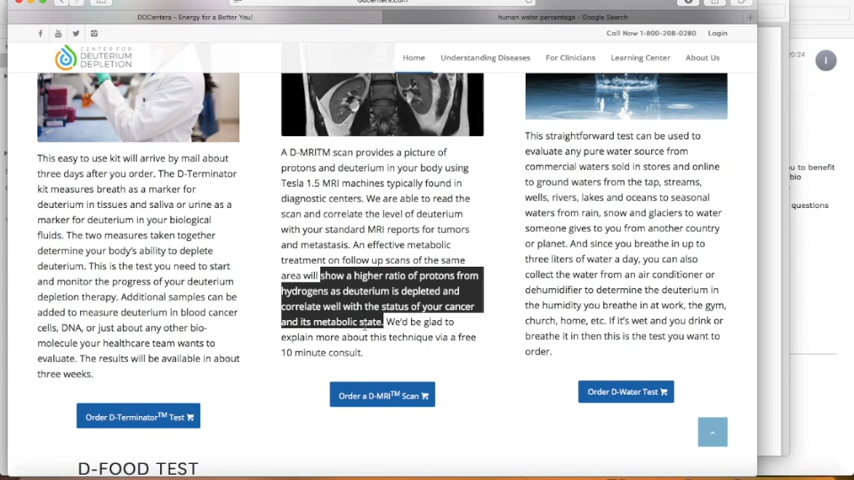 ddcenters.com
DDCenters – Energy for a Better You!
human water percentage - Google Search
Call Now 1-800-208-0280 Login
CENTER FOR
DEUTERIUM
DEPLETION
Home Understanding Diseases For Clinicians Learning Center About Us
20:24
I
This easy to use kit will arrive by mail about
three days after you order. The D-Terminator
kit measures breath as a marker for
deuterium in tissues and saliva or urine as a
marker for deuterium in your biological
fluids. The two measures taken together
determine your body's ability to deplete
deuterium. This is the test you need to start
and monitor the progress of your deuterium
depletion therapy. Additional samples can be
added to measure deuterium in blood cancer
cells, DNA, or just about any other bio-
molecule your healthcare team wants to
evaluate. The results will be available in about
three weeks.
Order D-Terminator™ Test
A D-MRITM scan provides a picture of
protons and deuterium in your body using
Tesla 1.5 MRI machines typically found in
diagnostic centers. We are able to read the
scan and correlate the level of deuterium
with your standard MRI reports for tumors
and metastasis. An effective metabolic
treatment on follow up scans of the same
area will show a higher ratio of protons from
hydrogens as deuterium is depleted and
correlate well with the status of your cancer
and its metabolic state. We'd be glad to
explain more about this technique via a free
10 minute consult.
Order a D-MRI™ Scan
This straightforward test can be used to
evaluate any pure water source from
commercial waters sold in stores and online
to ground waters from the tap, streams,
wells, rivers, lakes and oceans to seasonal
waters from rain, snow and glaciers to water
someone gives to you from another country
or planet. And since you breathe in up to
three liters of water a day, you can also
collect the water from an air conditioner or
dehumidifier to determine the deuterium in
the humidity you breathe in at work, the gym,
church, home, etc. If it's wet and you drink or
breathe it in then this is the test you want to
order.
Order D-Water Test
u to benefit
bio
questions
D-FOOD TEST